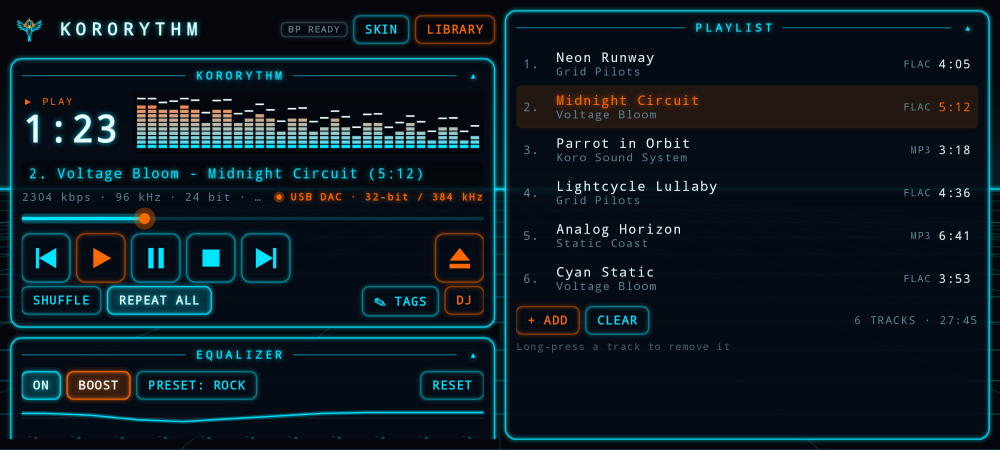 KORORYTHM
BP READY
SKIN
LIBRARY
KORORYTHM
▶ PLAY
1:23
2. Voltage Bloom - Midnight Circuit (5:12)
2304 kbps · 96 kHz · 24 bit · …
USB DAC · 32-bit / 384 kHz
SHUFFLE
REPEAT ALL
✎ TAGS
DJ
EQUALIZER
ON
BOOST
PRESET: ROCK
RESET
PLAYLIST
1. Neon Runway FLAC 4:05
Grid Pilots
2. Midnight Circuit FLAC 5:12
Voltage Bloom
3. Parrot in Orbit MP3 3:18
Koro Sound System
4. Lightcycle Lullaby FLAC 4:36
Grid Pilots
5. Analog Horizon MP3 6:41
Static Coast
6. Cyan Static FLAC 3:53
Voltage Bloom
+ ADD
CLEAR
6 TRACKS · 27:45
Long-press a track to remove it